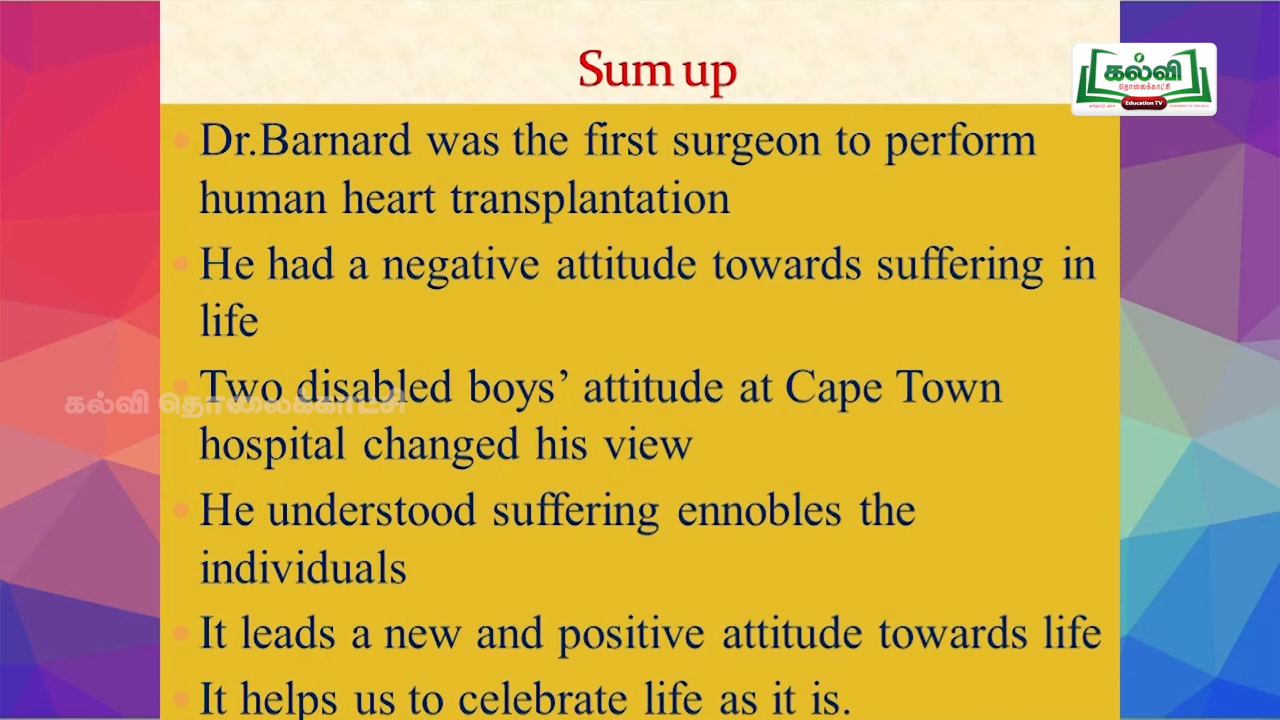 Sum up
கல்வி
தொலைக்காட்சி
Education TV
Dr.Barnard was the first surgeon to perform
human heart transplantation
He had a negative attitude towards suffering in
life
Two disabled boys’ attitude at Cape Town
கல்வி தொலைக்காட்சி
hospital changed his view
He understood suffering ennobles the
individuals
It leads a new and positive attitude towards life
It helps us to celebrate life as it is.